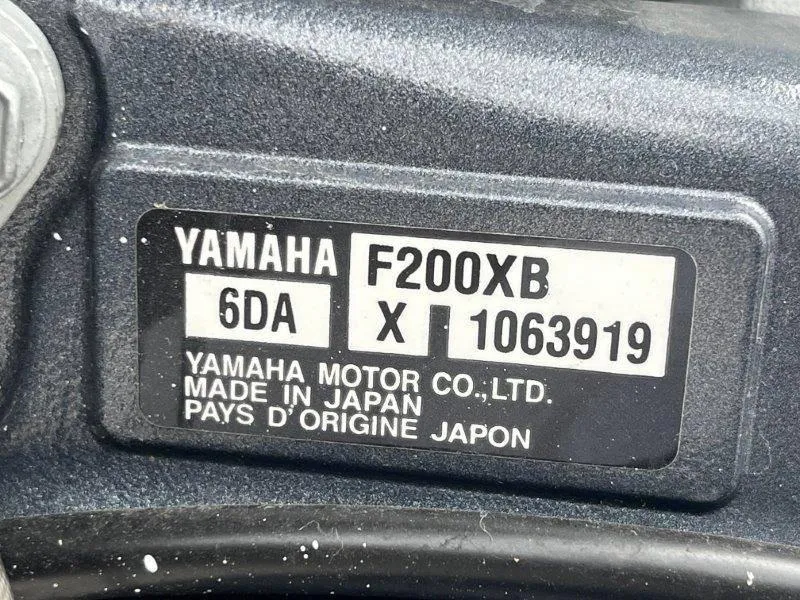 YAMAHA F200XB
6DA X 1063919
YAMAHA MOTOR CO.,LTD.
MADE IN JAPAN
PAYS D'ORIGINE JAPON